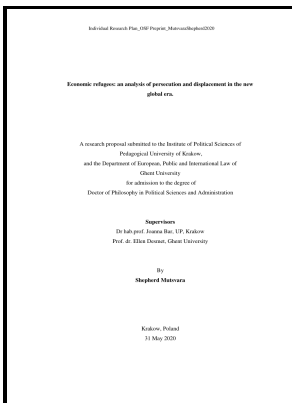 Individual Research Plan_OSF Preprint_MutsvaraShepherd2020
Economic refugees: an analysis of persecution and displacement in the new
global era.
A research proposal submitted to the Institute of Political Sciences of
Pedagogical University of Krakow,
and the Department of European, Public and International Law of
Ghent University
for admission to the degree of
Doctor of Philosophy in Political Sciences and Administration
Supervisors
Dr hab.prof. Joanna Bar, UP, Krakow
Prof. dr. Ellen Desmet, Ghent University
By
Shepherd Mutsvara
Krakow, Poland
31 May 2020